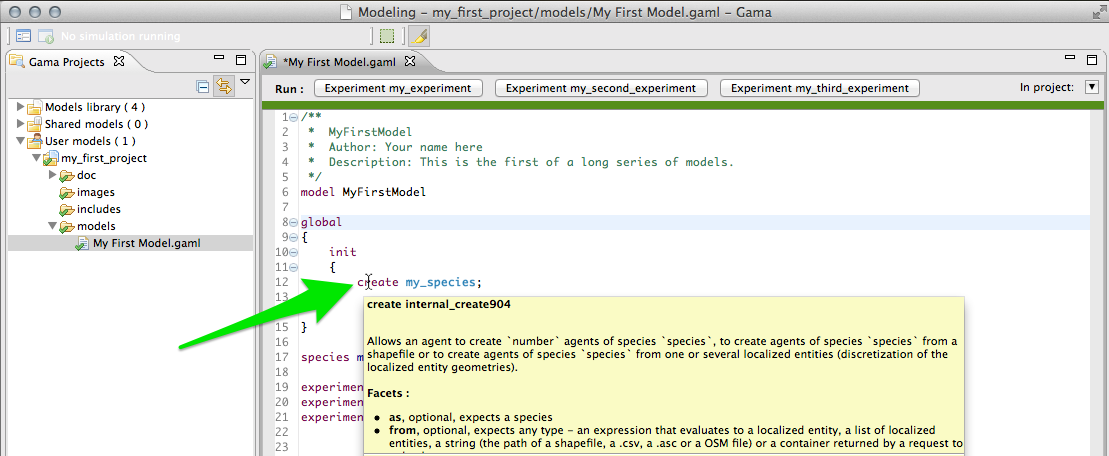 Modeling – my_first_project/models/My First Model.gaml – Gama
No simulation running
Gama Projects
*My First Model.gaml
Run :
Experiment my_experiment
Experiment my_second_experiment
Experiment my_third_experiment
In project:
Models library ( 4 )
Shared models ( 0 )
User models ( 1 )
my_first_project
doc
images
includes
models
My First Model.gaml
1 /**
2  *  MyFirstModel
3  *  Author: Your name here
4  *  Description: This is the first of a long series of models.
5  */
6 model MyFirstModel
7
8 global
9 {
10     init
11     {
12         create my_species;
13
15 }
16
17 species m
18
19 experimen
20 experimen
21 experimen
22
23
create internal_create904
Allows an agent to create `number` agents of species `species`, to create agents of species `species` from a
shapefile or to create agents of species `species` from one or several localized entities (discretization of the
localized entity geometries).
Facets :
• as, optional, expects a species
• from, optional, expects any type – an expression that evaluates to a localized entity, a list of localized
entities, a string (the path of a shapefile, a .csv, a .asc or a OSM file) or a container returned by a request to